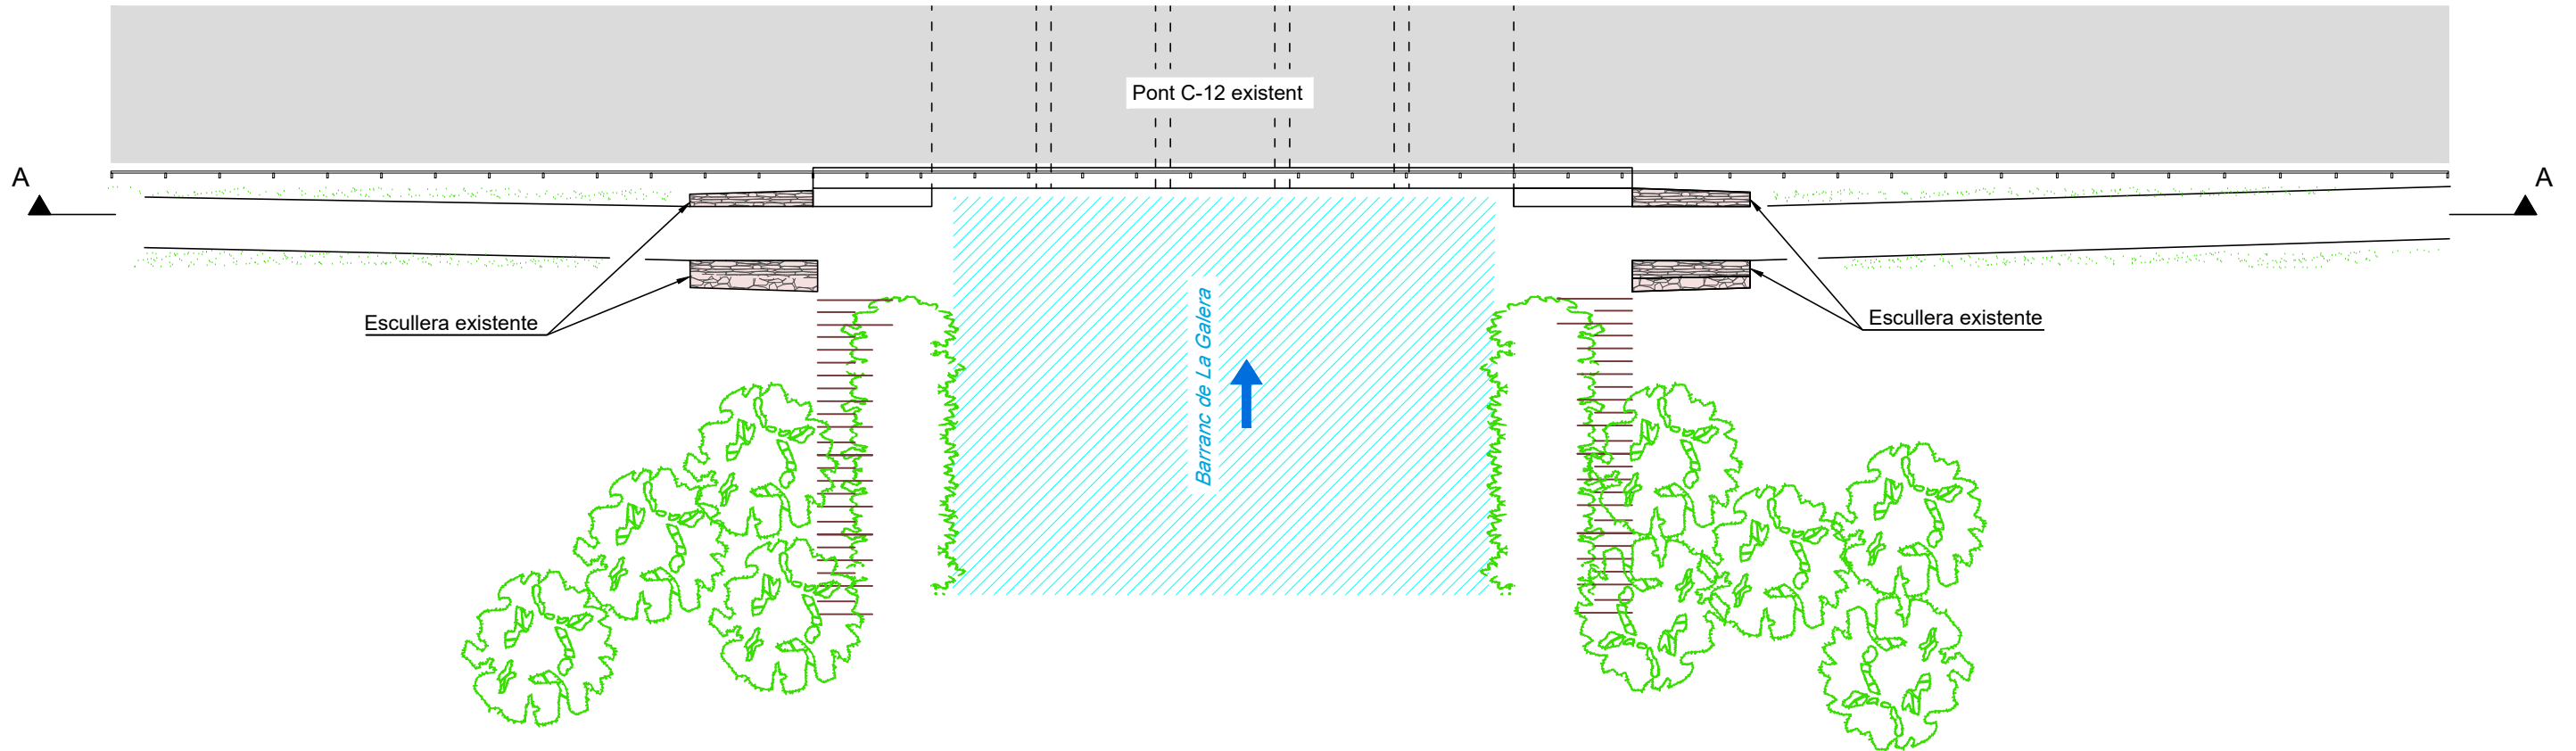 Pont C-12 existent
A
A
Escullera existente
Escullera existente
Barranc de La Galera